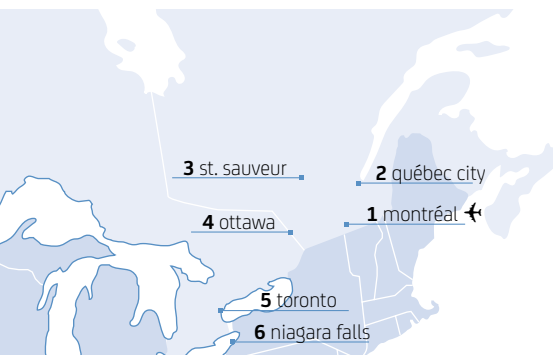 3 st. sauveur
2 québec city
1 montréal
4 ottawa
5 toronto
6 niagara falls